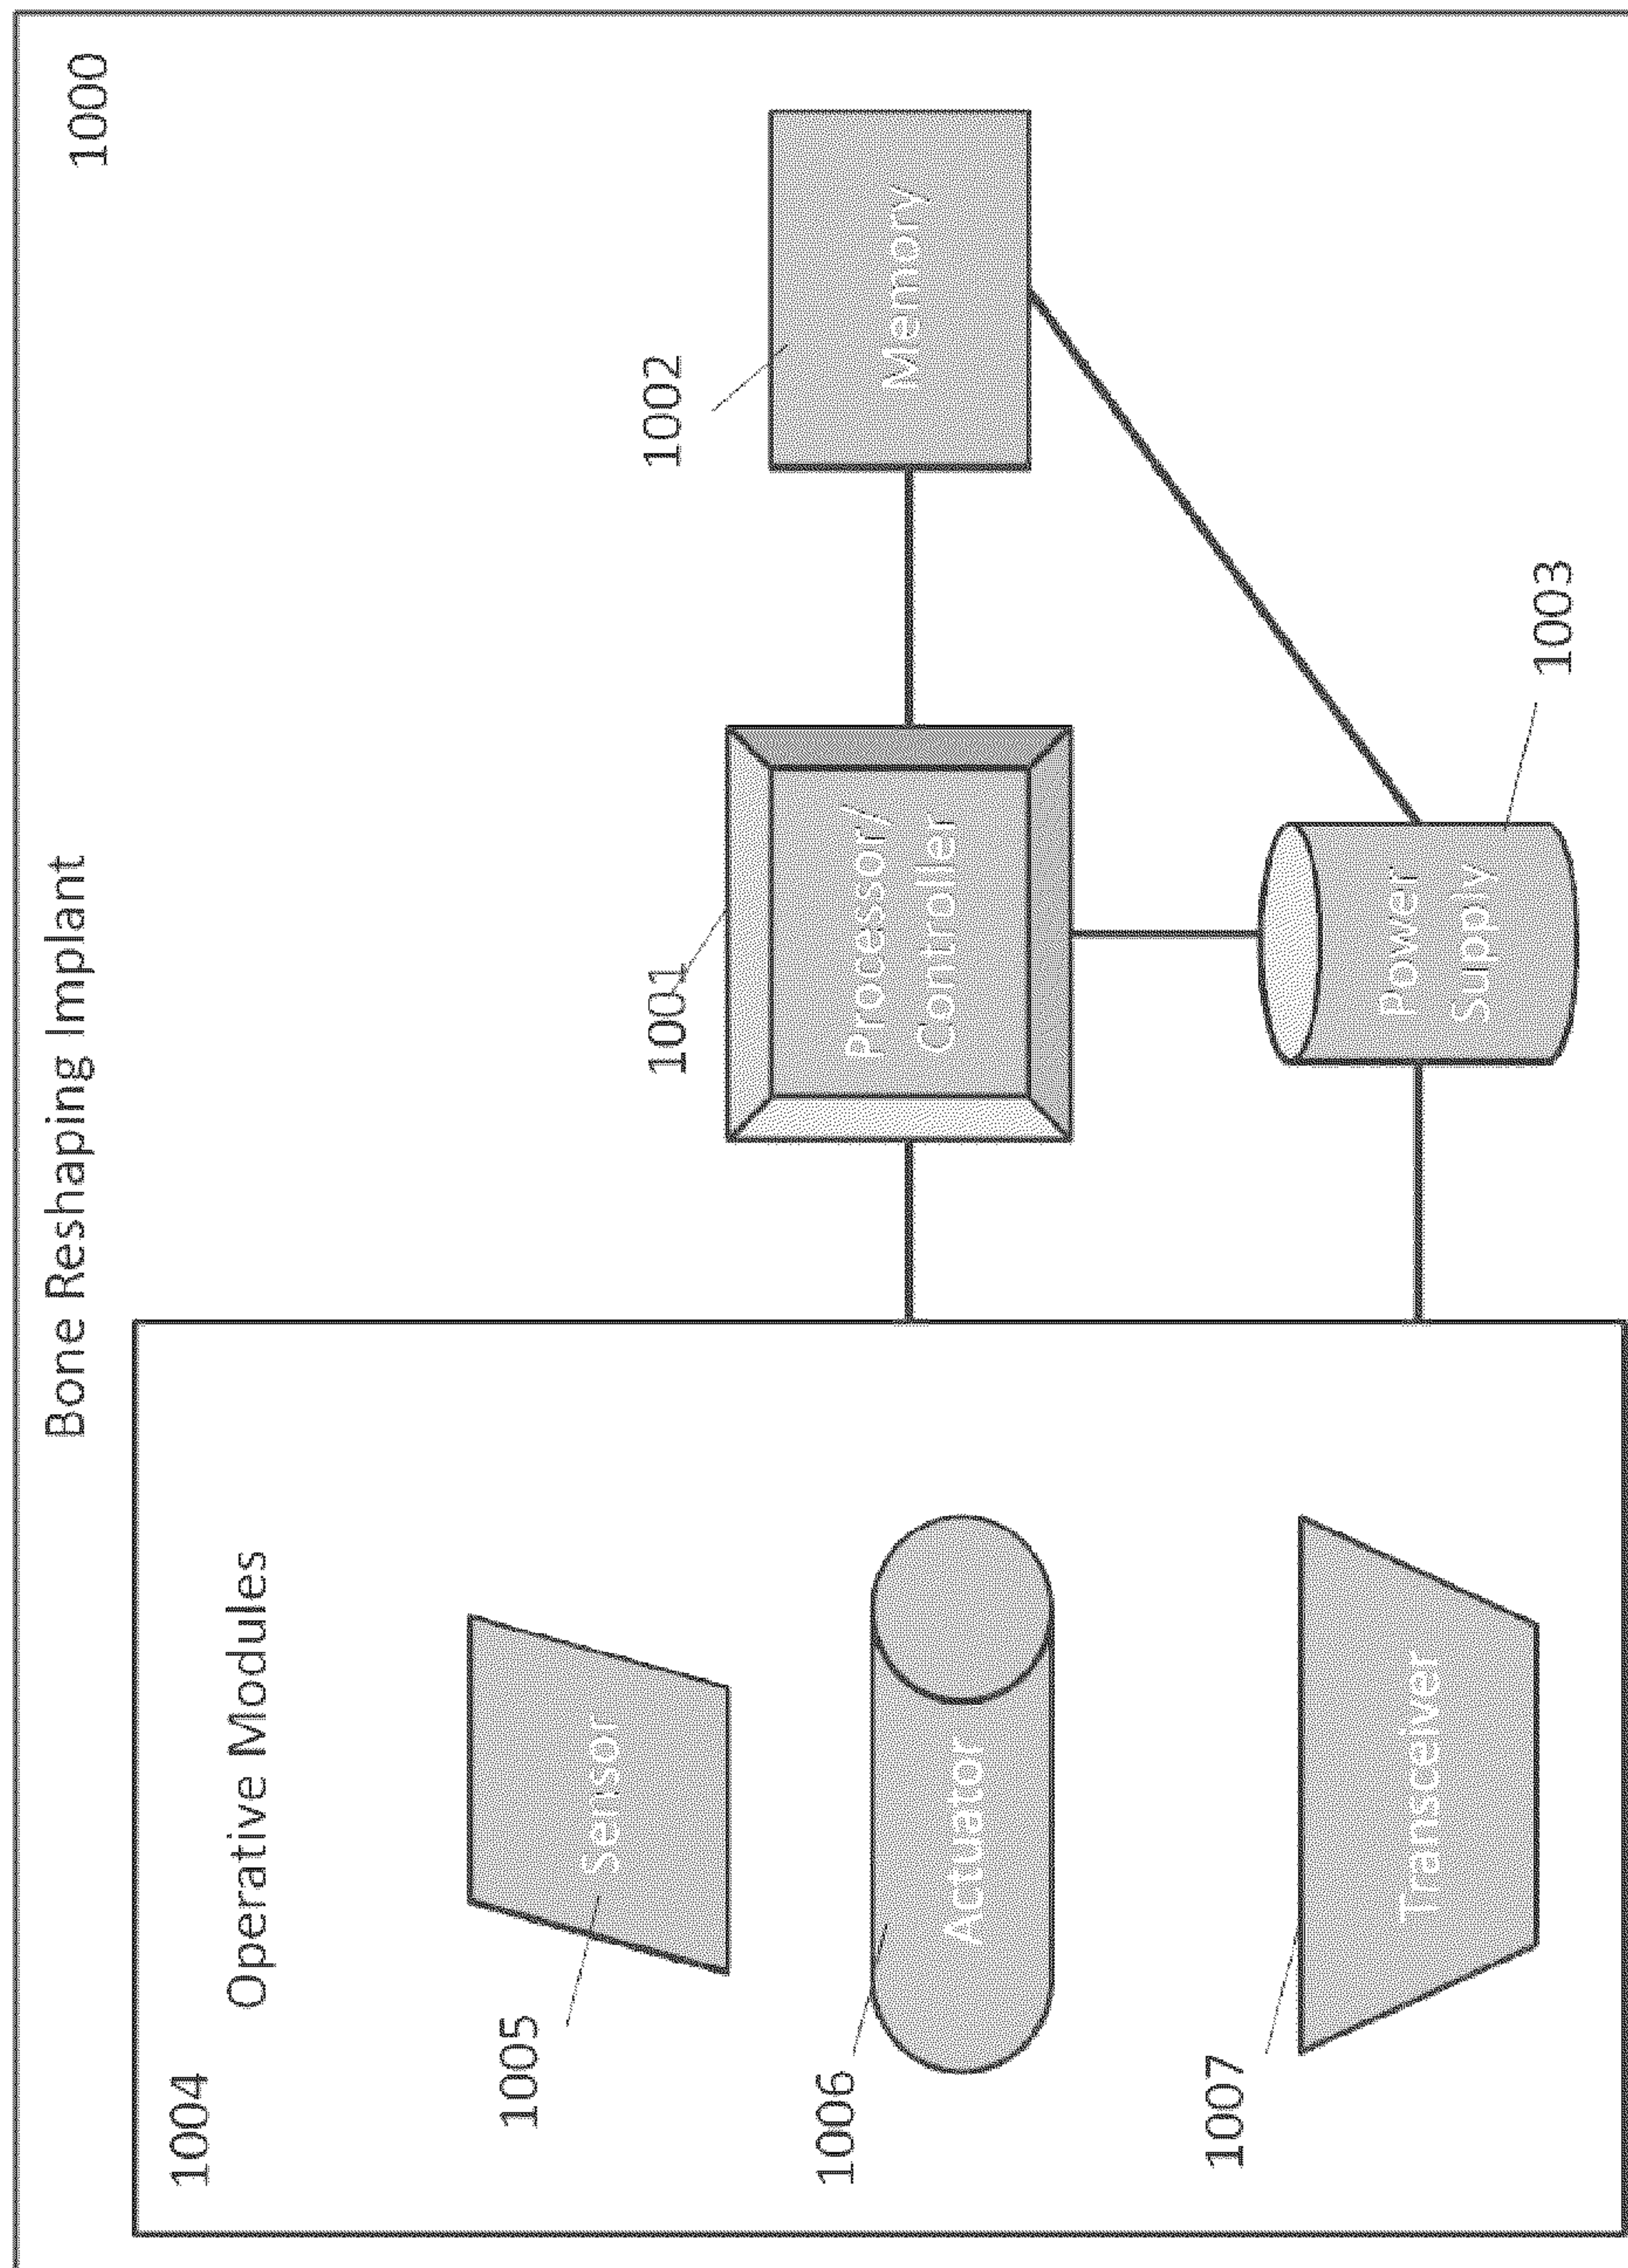 Bone Reshaping Implant
1000
1004
Operative Modules
1005
Sensor
1006
Actuator
1007
Transceiver
1001
Processor/
Controller
1002
Memory
Power
Supply
1003